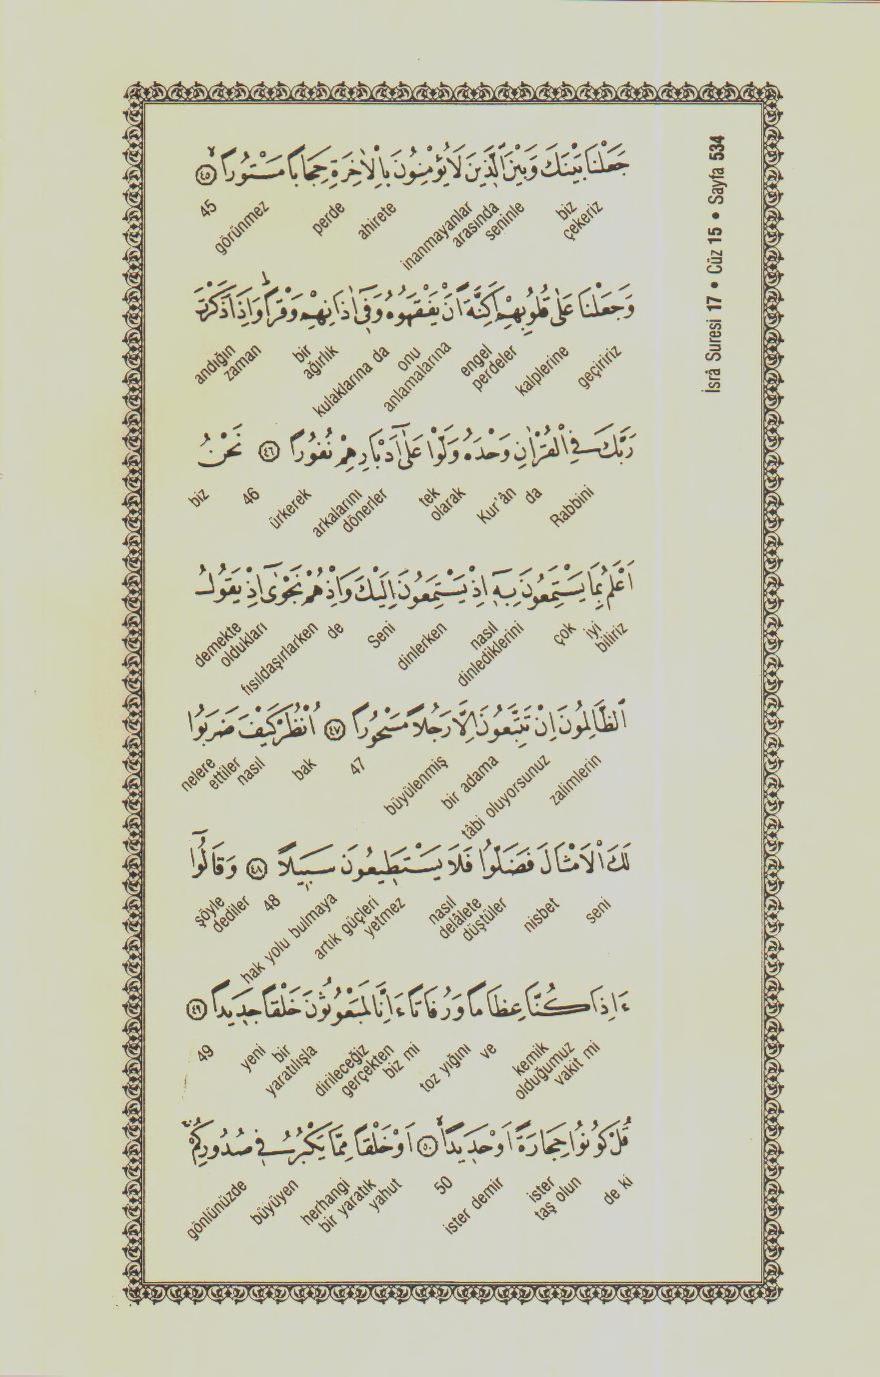 İsrâ Suresi 17 • Cüz 15 • Sayfa 534
جَعَلْنَا بَيْنَكَ وَبَيْنَ الَّذِينَ لَا يُؤْمِنُونَ بِالْاٰخِرَةِ حِجَابًا مَسْتُورًاۙ ﴿٤٥﴾
biz çekeriz seninle arasında inanmayanlar ahirete perde görünmez 45
وَجَعَلْنَا عَلٰى قُلُوبِهِمْ اَكِنَّةً اَنْ يَفْقَهُوهُ وَفٖٓى اٰذَانِهِمْ وَقْرًاۜ وَاِذَا ذَكَرْتَ
geçiririz kalplerine engel perdeler anlamalarına onu kulaklarına da bir ağırlık andığın zaman
رَبَّكَ فِي الْقُرْاٰنِ وَحْدَهُ وَلَّوْا عَلٰٓى اَدْبَارِهِمْ نُفُورًا ﴿٤٦﴾ نَحْنُ
Rabbini da Kur'ân tek olarak arkalarını dönerler ürkerek 46 biz
اَعْلَمُ بِمَا يَسْتَمِعُونَ بِهٖٓ اِذْ يَسْتَمِعُونَ اِلَيْكَ وَاِذْ هُمْ نَجْوٰٓى اِذْ يَقُولُ
çok iyi biliriz nasıl dinlediklerini dinlerken Seni de fısıldaşırlarken demekte oldukları
الظَّالِمُونَ اِنْ تَتَّبِعُونَ اِلَّا رَجُلًا مَسْحُورًا ﴿٤٧﴾ اُنْظُرْ كَيْفَ ضَرَبُوا
zalimlerin tâbi oluyorsunuz bir adama büyülenmiş 47 bak nasıl nelere ettiler
لَكَ الْاَمْثَالَ فَضَلُّوا فَلَا يَسْتَطٖيعُونَ سَبٖيلًا ﴿٤٨﴾ وَقَالُٓوا
seni nisbet nasıl delâlete düştüler artık güçleri yetmez hak yolu bulmaya 48 şöyle dediler
ءَاِذَا كُنَّا عِظَامًا وَرُفَاتًا ءَاِنَّا لَمَبْعُوثُونَ خَلْقًا جَدٖيدًا ﴿٤٩﴾
kemik olduğumuz vakit mi ve toz yığını biz mi gerçekten dirileceğiz bir yaratılışla yeni 49
قُلْ كُونُوا حِجَارَةً اَوْ حَدٖيدًاۙ ﴿٥٠﴾ اَوْ خَلْقًا مِمَّا يَكْبُرُ فٖي صُدُورِكُمْۚ
de ki ister taş olun ister demir 50 yahut herhangi bir yaratık büyüyen gönlünüzde